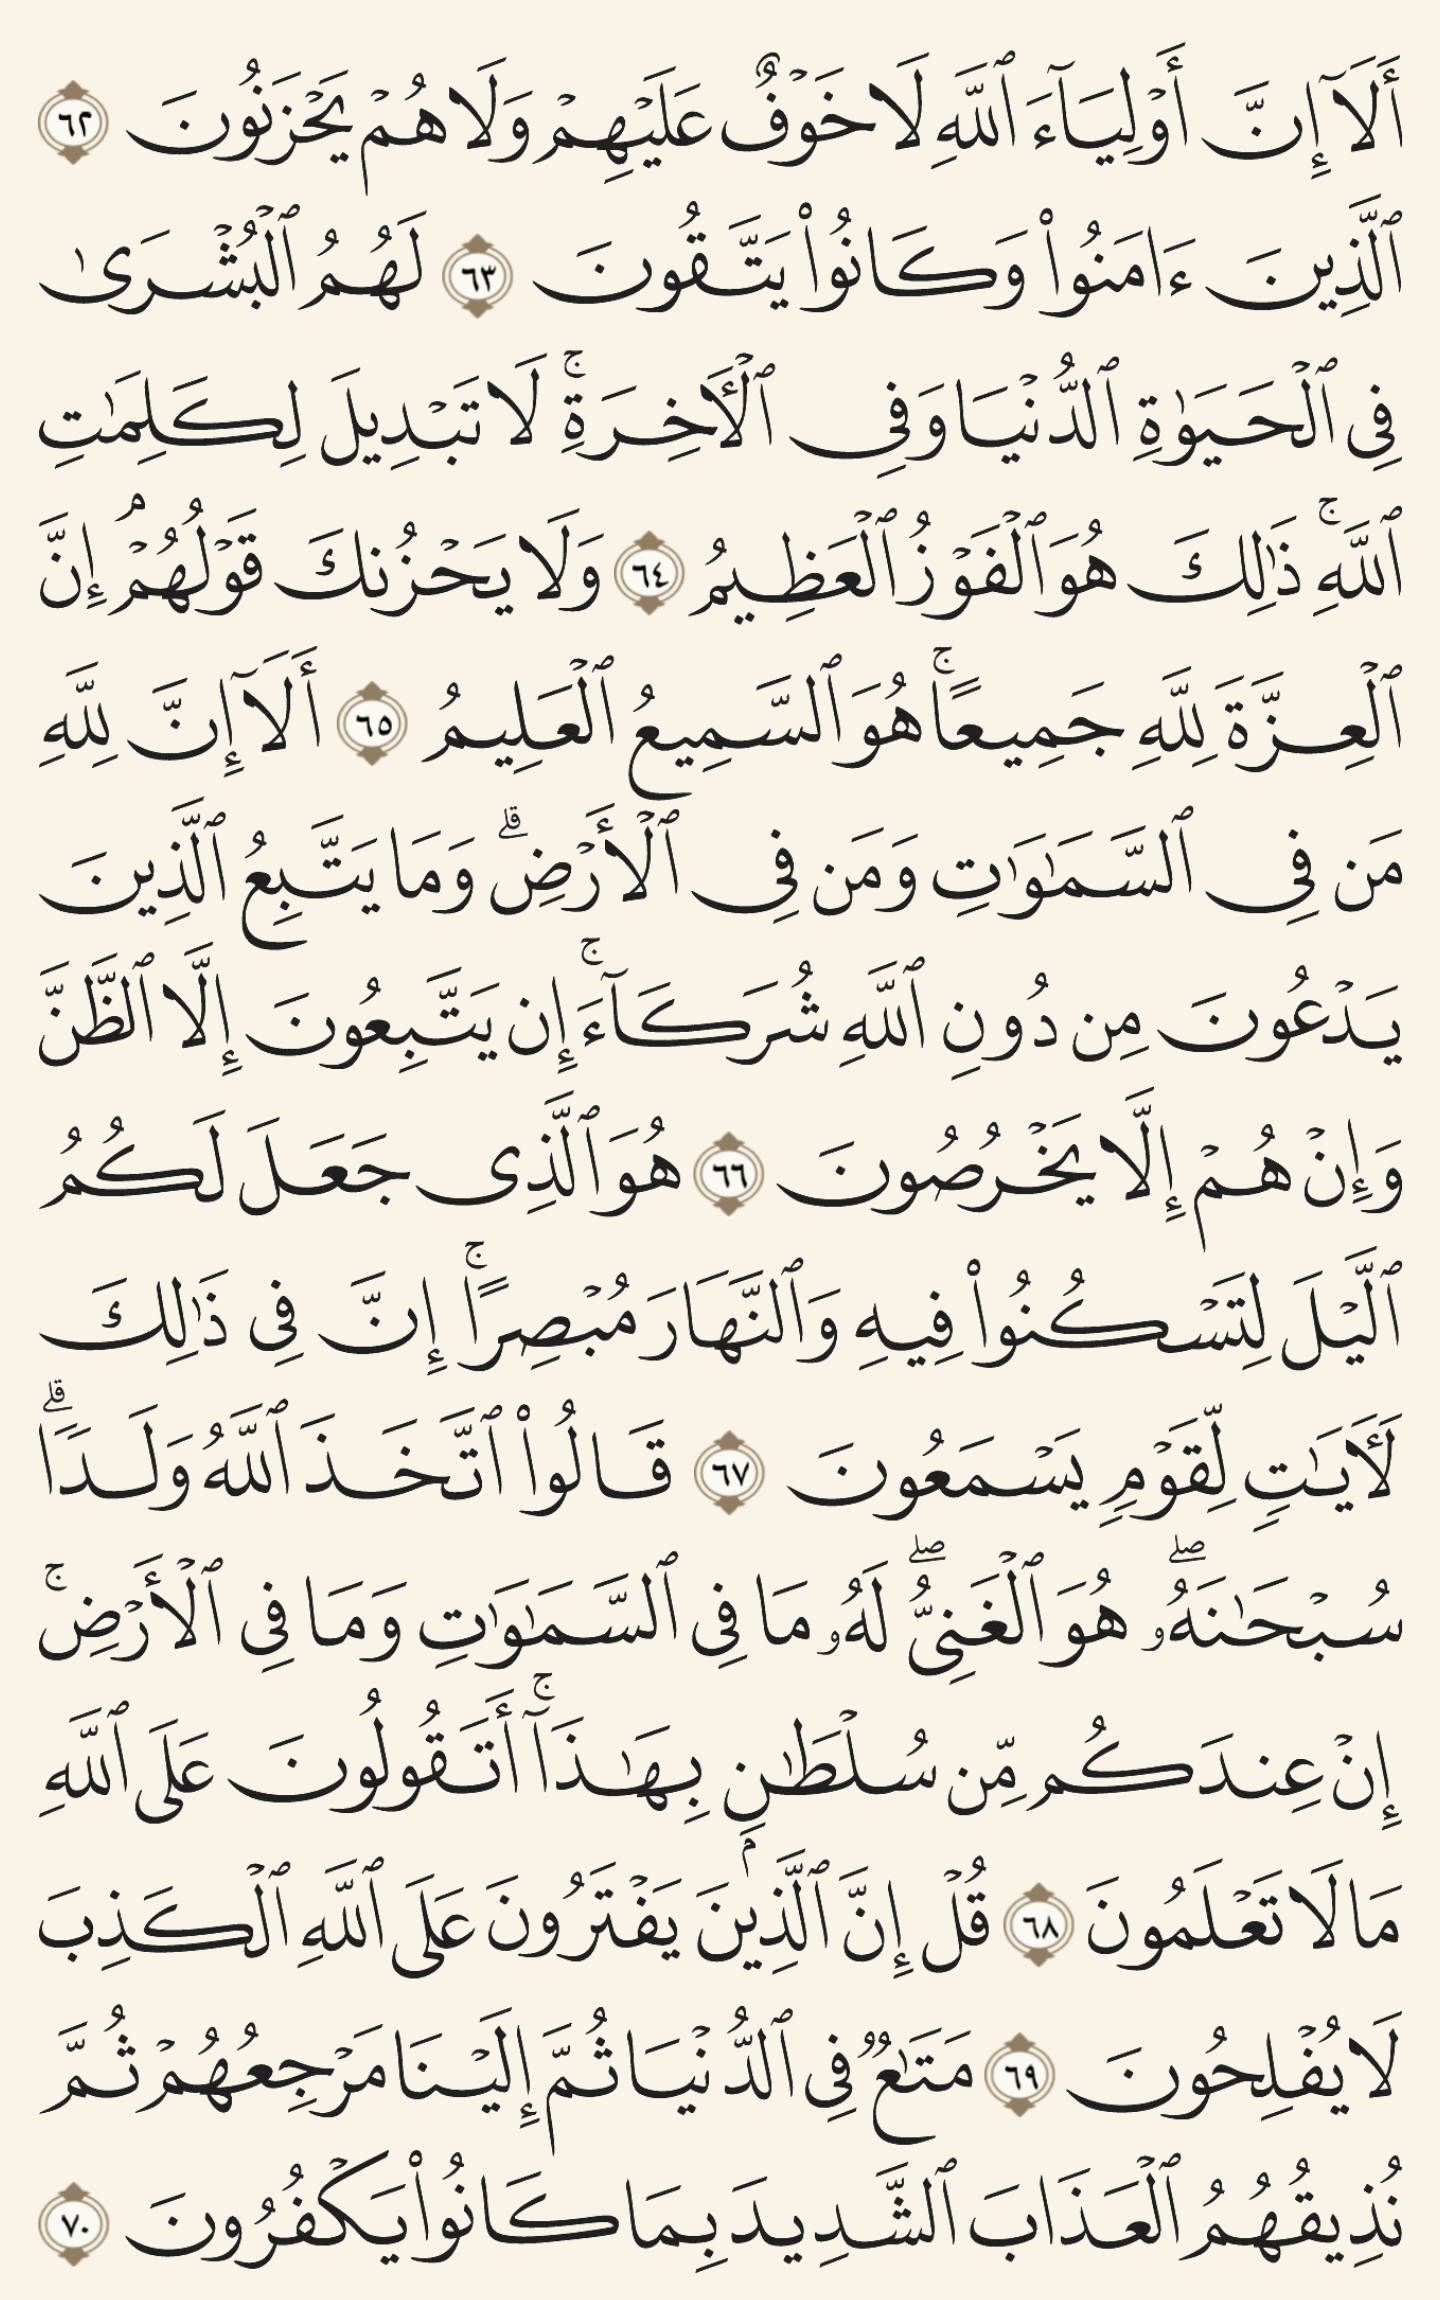 أَلَآ إِنَّ أَوْلِيَآءَ ٱللَّهِ لَا خَوْفٌ عَلَيْهِمْ وَلَا هُمْ يَحْزَنُونَ ٦٢
ٱلَّذِينَ ءَامَنُوا۟ وَكَانُوا۟ يَتَّقُونَ ٦٣ لَهُمُ ٱلْبُشْرَىٰ
فِى ٱلْحَيَوٰةِ ٱلدُّنْيَا وَفِى ٱلْـَٔاخِرَةِ ۚ لَا تَبْدِيلَ لِكَلِمَـٰتِ
ٱللَّهِ ۚ ذَٰلِكَ هُوَ ٱلْفَوْزُ ٱلْعَظِيمُ ٦٤ وَلَا يَحْزُنكَ قَوْلُهُمْ ۘ إِنَّ
ٱلْعِزَّةَ لِلَّهِ جَمِيعًا ۚ هُوَ ٱلسَّمِيعُ ٱلْعَلِيمُ ٦٥ أَلَآ إِنَّ لِلَّهِ
مَن فِى ٱلسَّمَـٰوَٰتِ وَمَن فِى ٱلْأَرْضِ ۗ وَمَا يَتَّبِعُ ٱلَّذِينَ
يَدْعُونَ مِن دُونِ ٱللَّهِ شُرَكَآءَ ۚ إِن يَتَّبِعُونَ إِلَّا ٱلظَّنَّ
وَإِنْ هُمْ إِلَّا يَخْرُصُونَ ٦٦ هُوَ ٱلَّذِى جَعَلَ لَكُمُ
ٱلَّيْلَ لِتَسْكُنُوا۟ فِيهِ وَٱلنَّهَارَ مُبْصِرًا ۚ إِنَّ فِى ذَٰلِكَ
لَـَٔايَـٰتٍ لِّقَوْمٍ يَسْمَعُونَ ٦٧ قَالُوا۟ ٱتَّخَذَ ٱللَّهُ وَلَدًا ۗ
سُبْحَـٰنَهُۥ ۖ هُوَ ٱلْغَنِىُّ ۖ لَهُۥ مَا فِى ٱلسَّمَـٰوَٰتِ وَمَا فِى ٱلْأَرْضِ ۚ
إِنْ عِندَكُم مِّن سُلْطَـٰنٍۭ بِهَـٰذَآ ۚ أَتَقُولُونَ عَلَى ٱللَّهِ
مَا لَا تَعْلَمُونَ ٦٨ قُلْ إِنَّ ٱلَّذِينَ يَفْتَرُونَ عَلَى ٱللَّهِ ٱلْكَذِبَ
لَا يُفْلِحُونَ ٦٩ مَتَـٰعٌ فِى ٱلدُّنْيَا ثُمَّ إِلَيْنَا مَرْجِعُهُمْ ثُمَّ
نُذِيقُهُمُ ٱلْعَذَابَ ٱلشَّدِيدَ بِمَا كَانُوا۟ يَكْفُرُونَ ٧٠